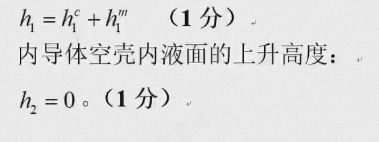 h₁ = h₁ᶜ + h₁ᵐ （1 分）
内导体空壳内液面的上升高度：
h₂ = 0 。（1 分）